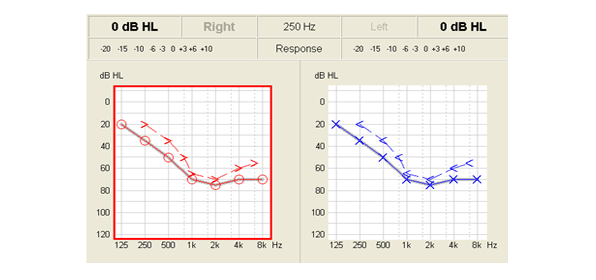 0 dB HL Right 250 Hz Left 0 dB HL
-20 -15 -10 -6 -3 0 +3 +6 +10 Response -20 -15 -10 -6 -3 0 +3 +6 +10
dB HL dB HL
0 0
20 20
40 40
60 60
80 80
100 100
120 120
125 250 500 1k 2k 4k 8k Hz 125 250 500 1k 2k 4k 8k Hz